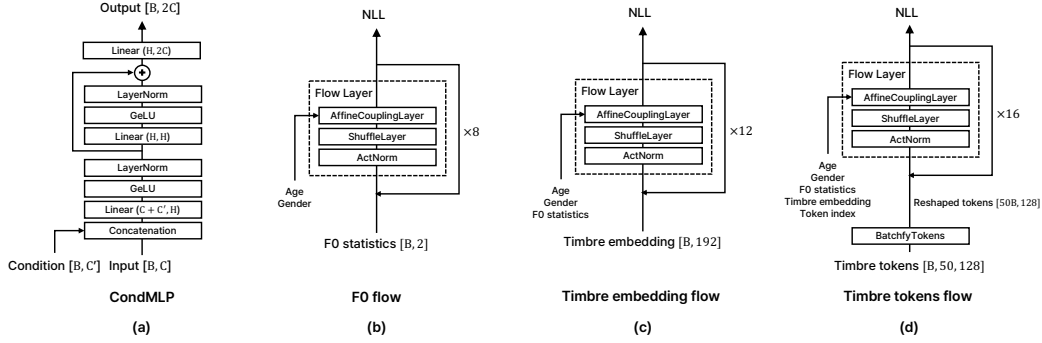 Output [B, 2C]
Linear (H, 2C)
+
LayerNorm
GeLU
Linear (H, H)
LayerNorm
GeLU
Linear (C + C′, H)
Concatenation
Condition [B, C′]
Input [B, C]
CondMLP
(a)
NLL
Flow Layer
AffineCouplingLayer
ShuffleLayer
ActNorm
×8
Age
Gender
F0 statistics [B, 2]
F0 flow
(b)
NLL
Flow Layer
AffineCouplingLayer
ShuffleLayer
ActNorm
×12
Age
Gender
F0 statistics
Timbre embedding [B, 192]
Timbre embedding flow
(c)
NLL
Flow Layer
AffineCouplingLayer
ShuffleLayer
ActNorm
×16
Age
Gender
F0 statistics
Timbre embedding
Token index
Reshaped tokens [50B, 128]
BatchfyTokens
Timbre tokens [B, 50, 128]
Timbre tokens flow
(d)